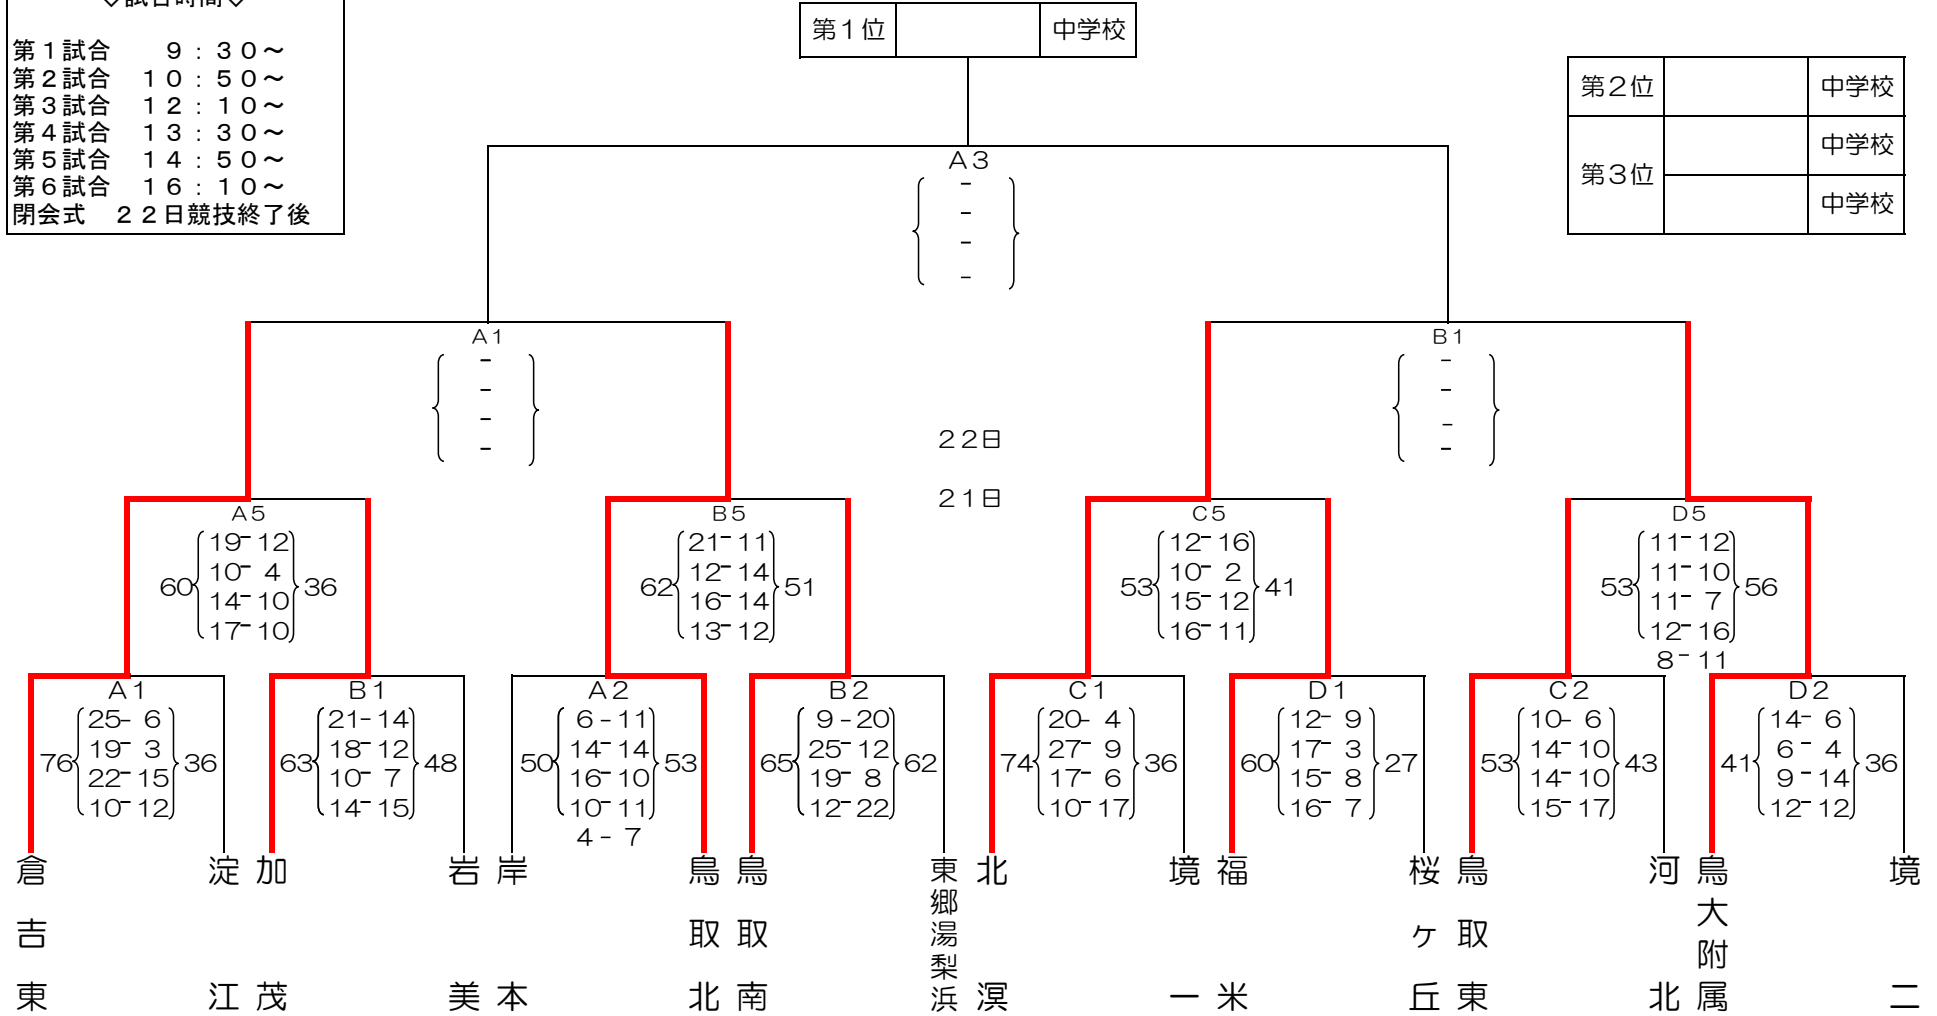 ◇試合時間◇
第１試合　　９：３０～
第２試合　１０：５０～
第３試合　１２：１０～
第４試合　１３：３０～
第５試合　１４：５０～
第６試合　１６：１０～
閉会式　２２日競技終了後
第１位 中学校
第２位 中学校
第３位 中学校
中学校
A3
-
-
-
-
A1
-
-
-
-
B1
-
-
-
-
22日
21日
A5
60 36
19-12
10-4
14-10
17-10
B5
62 51
21-11
12-14
16-14
13-12
C5
53 41
12-16
10-2
15-12
16-11
D5
53 56
11-12
11-10
11-7
12-16
8-11
A1
76 36
25-6
19-3
22-15
10-12
B1
63 48
21-14
18-12
10-7
14-15
A2
50 53
6-11
14-14
16-10
10-11
4-7
B2
65 62
9-20
25-12
19-8
12-22
C1
74 36
20-4
27-9
17-6
10-17
D1
60 27
12-9
17-3
15-8
16-7
C2
53 43
10-6
14-10
14-10
15-17
D2
41 36
14-6
6-4
9-14
12-12
倉吉東
淀江
加茂
岩美
岸本
鳥取北
鳥取南
東郷湯梨浜
北溟
境一
福米
桜ヶ丘
鳥取東
河北
鳥大附属
境二